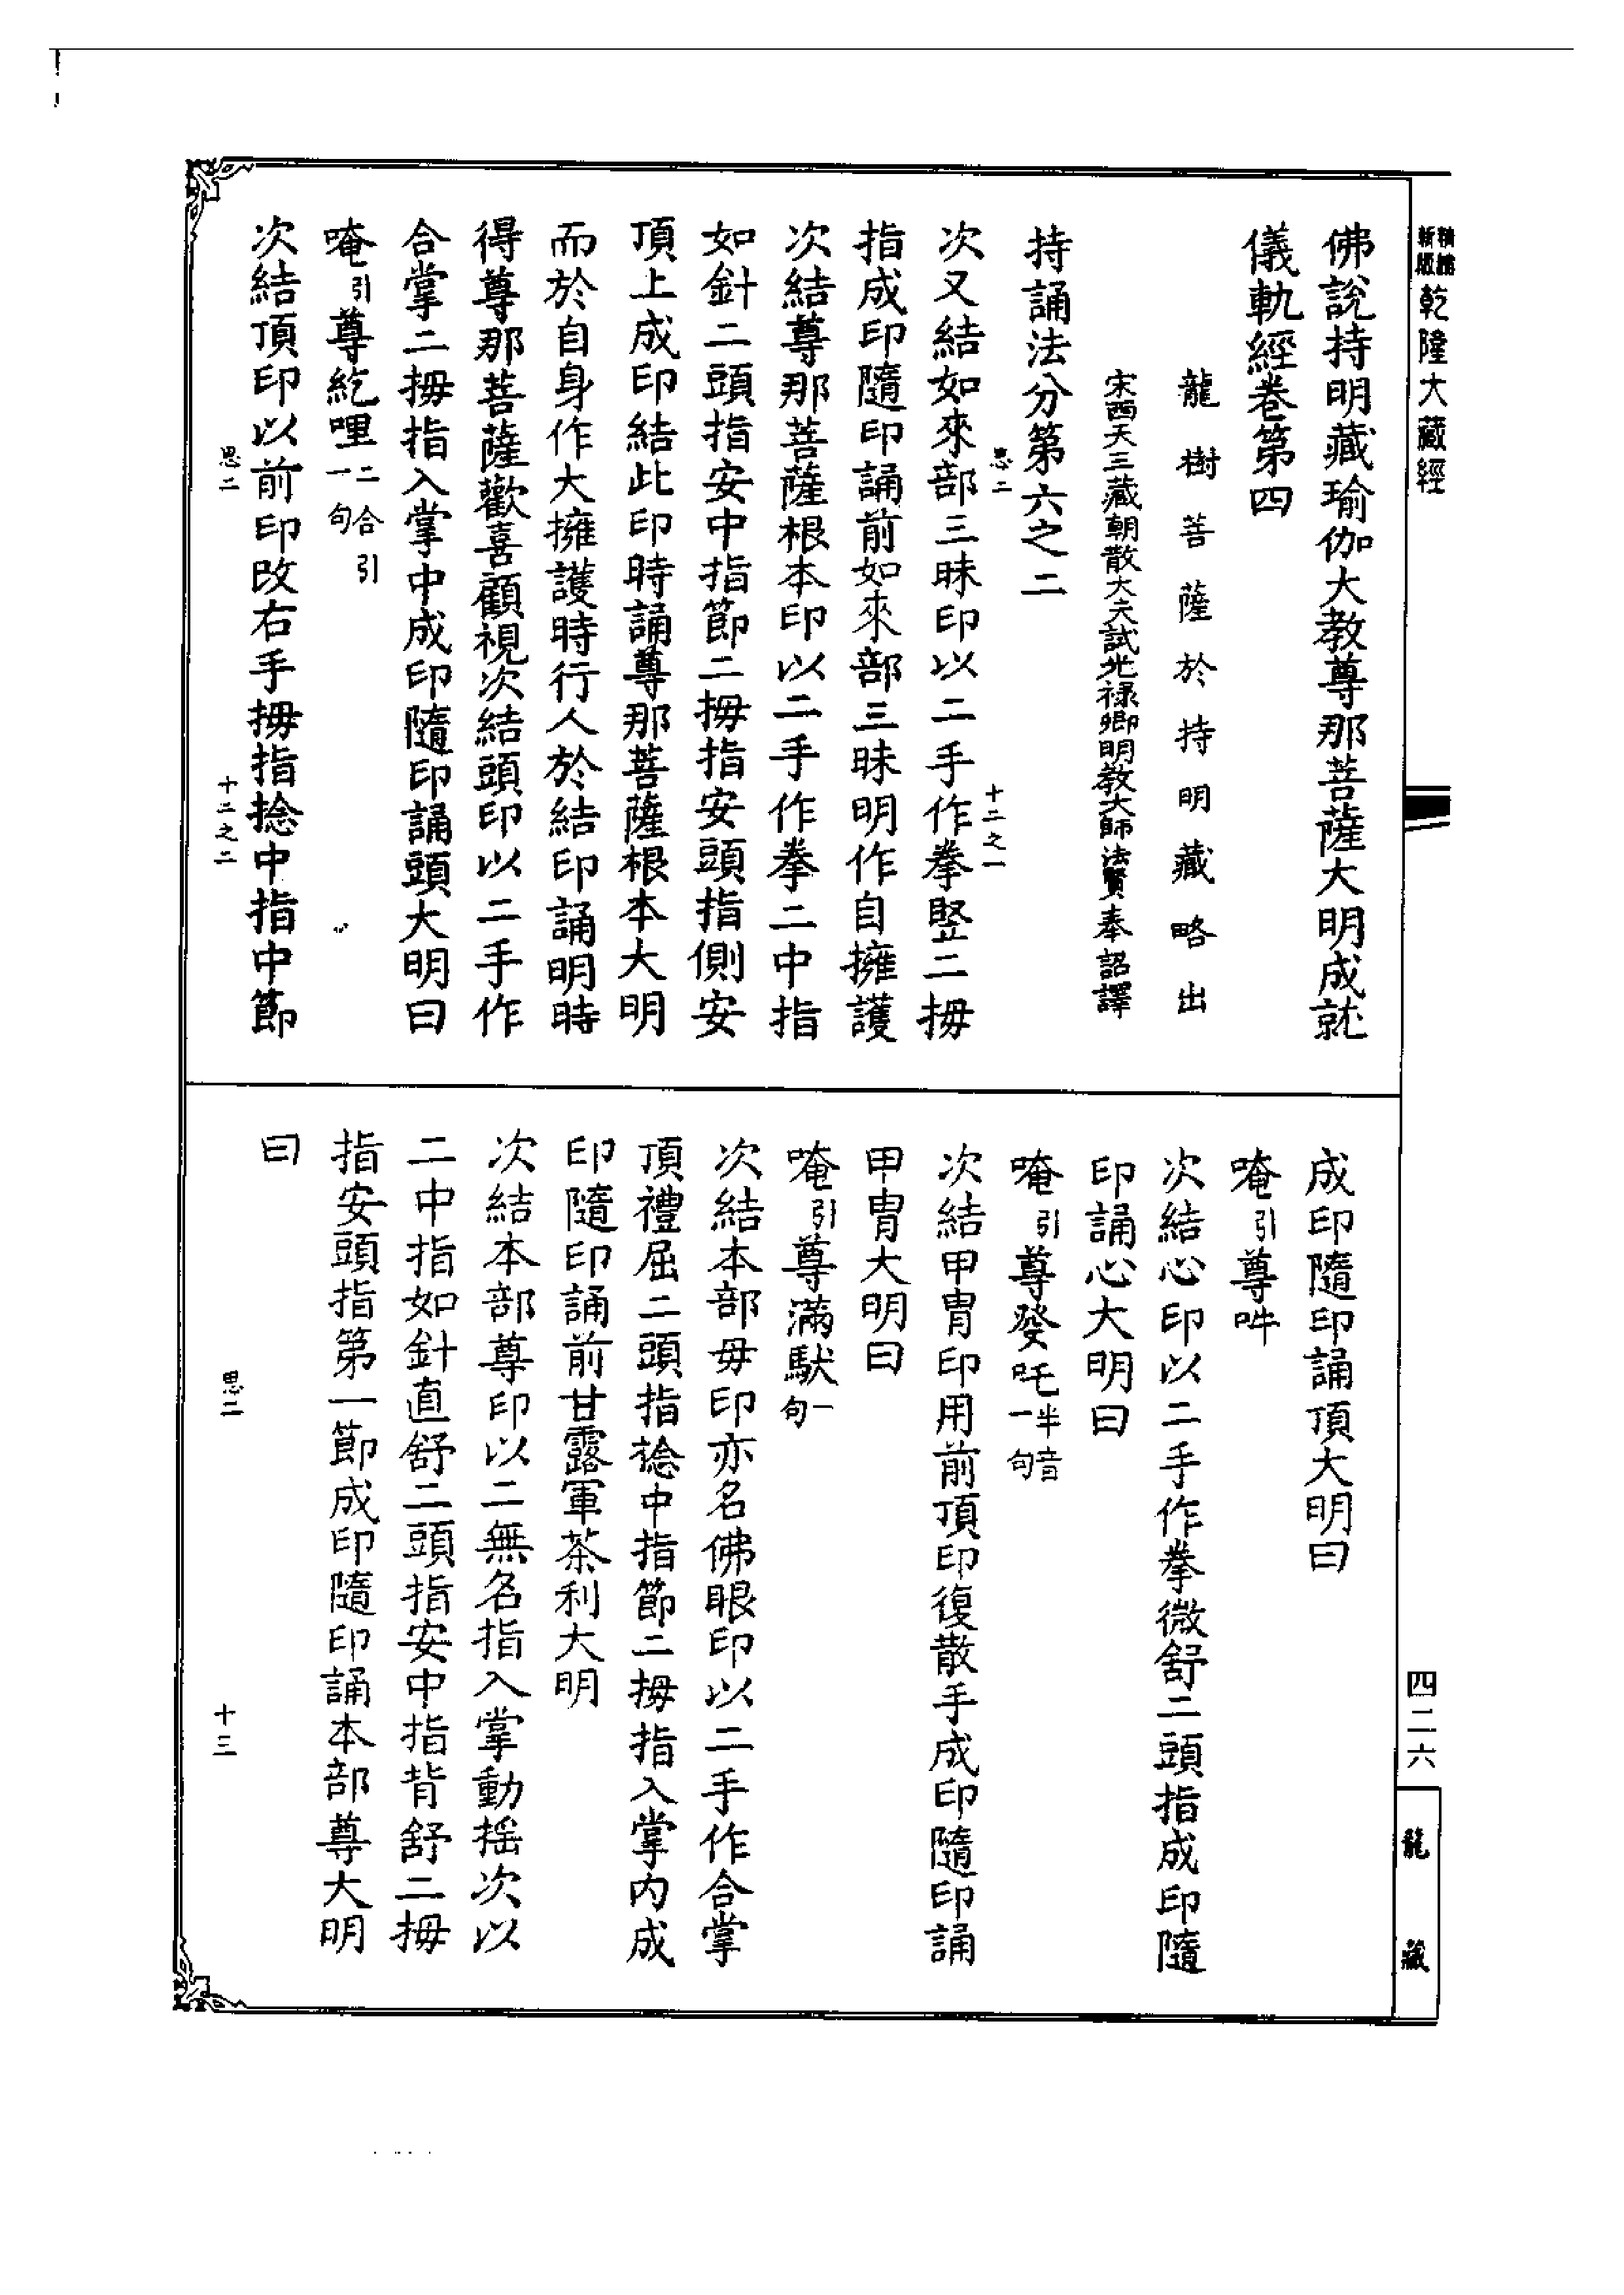 新版
精緻
乾隆大藏經
佛說持明藏瑜伽大教尊那菩薩大明成就
儀軌經卷第四
龍樹菩薩於持明藏略出
宋西天三藏朝散大夫試光祿卿明教大師法賢奉詔譯
持誦法分第六之二
思二
十二之一
次又結如來部三昧印以二手作拳竪二拇
指成印隨印誦前如來部三昧明作自擁護
次結尊那菩薩根本印以二手作拳二中指
如針二頭指安中指節二拇指安頭指側安
頂上成印結此印時誦尊那菩薩根本大明
而於自身作大擁護時行人於結印誦明時
得尊那菩薩歡喜顧視次結頭印以二手作
合掌二拇指入掌中成印隨印誦頭大明曰
唵引尊紇哩二合引一句
次結頂印以前印改右手拇指捻中指中節
思二
十二之二
成印隨印誦頂大明曰
唵引尊吽
次結心印以二手作拳微舒二頭指成印隨
印誦心大明曰
唵引尊發吒半音一句
次結甲冑印用前頂印復散手成印隨印誦
甲冑大明曰
唵引尊滿馱一句
次結本部母印亦名佛眼印以二手作合掌
頂禮屈二頭指捻中指節二拇指入掌內成
印隨印誦前甘露軍茶利大明
次結本部尊印以二無名指入掌動搖次以
二中指如針直舒二頭指安中指背舒二拇
指安頭指第一節成印隨印誦本部尊大明
曰
思二
十三
四二六
龍藏